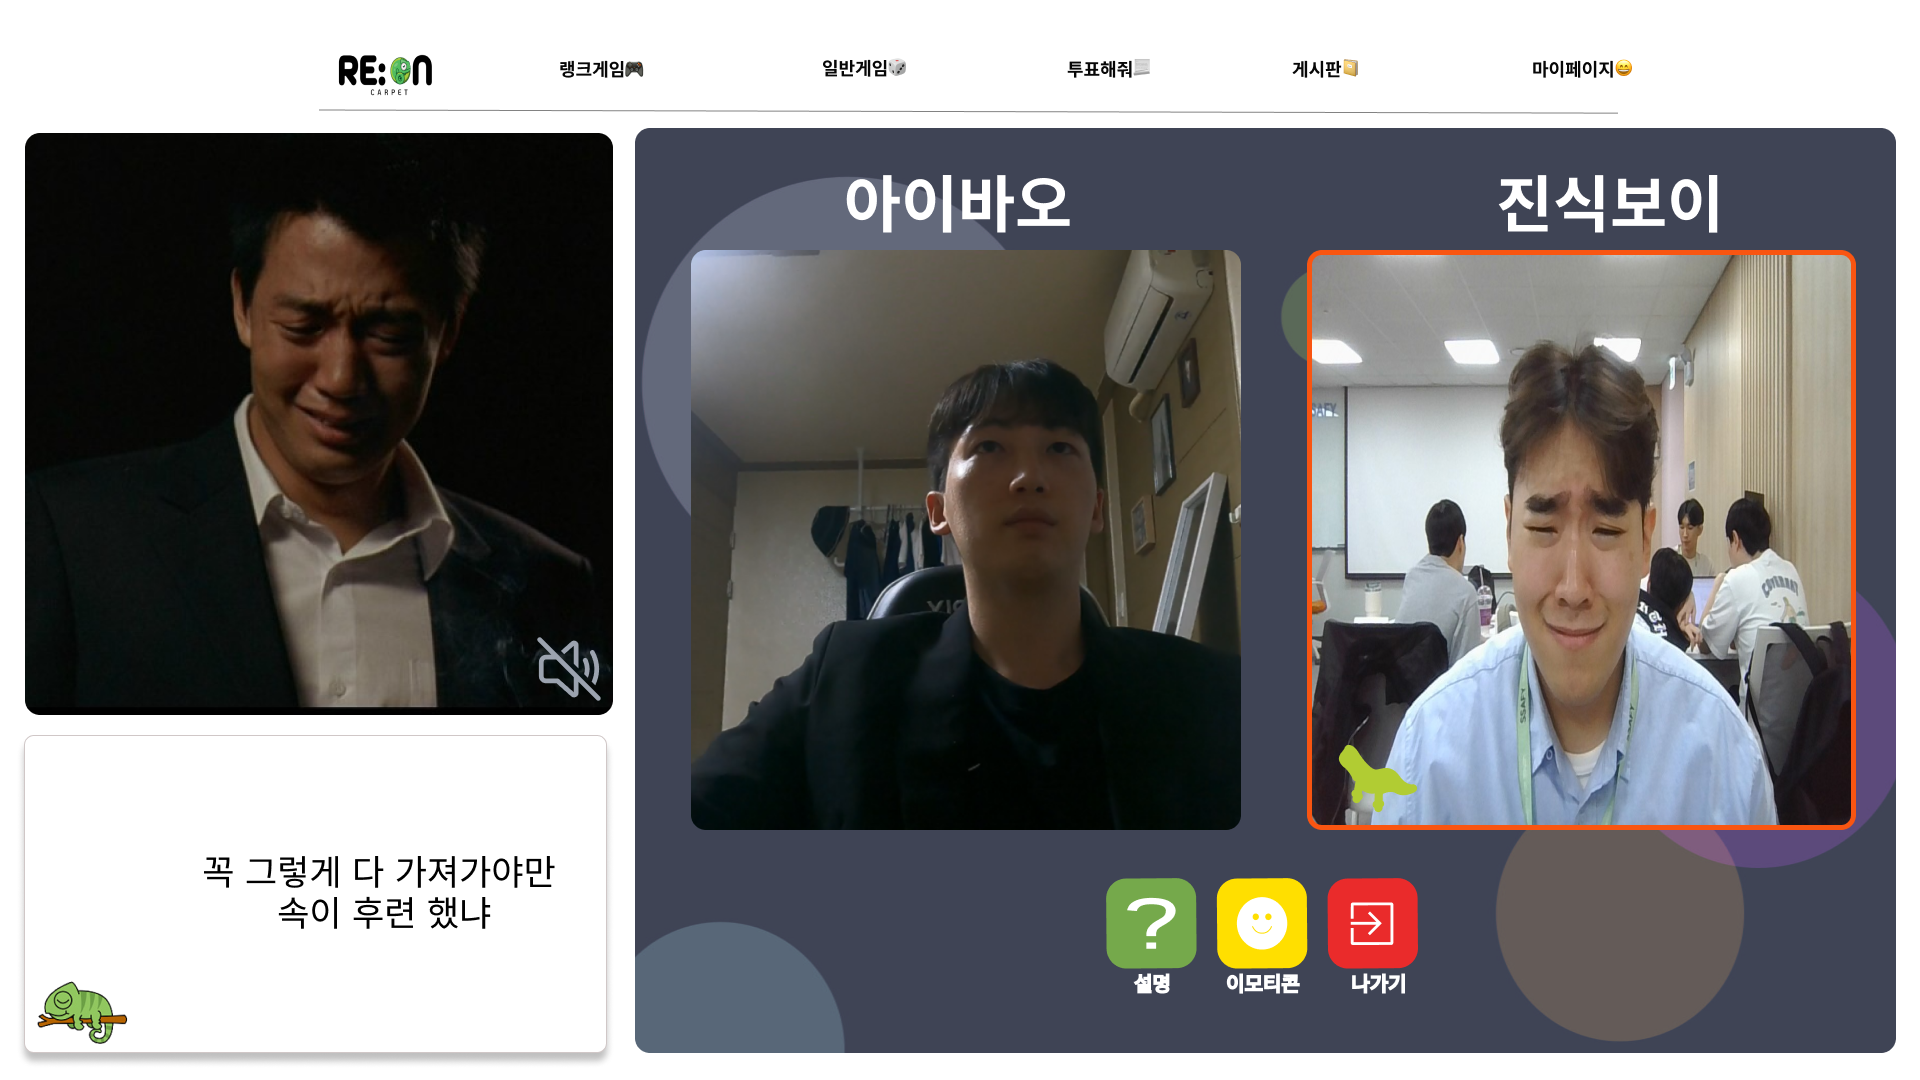 RE:ON
CARPET
랭크게임🎮
일반게임🎲
투표해줘
게시판
마이페이지😄
아이바오
진식보이
SSAFY
꼭 그렇게 다 가져가야만
속이 후련 했냐
?
설명
이모티콘
나가기